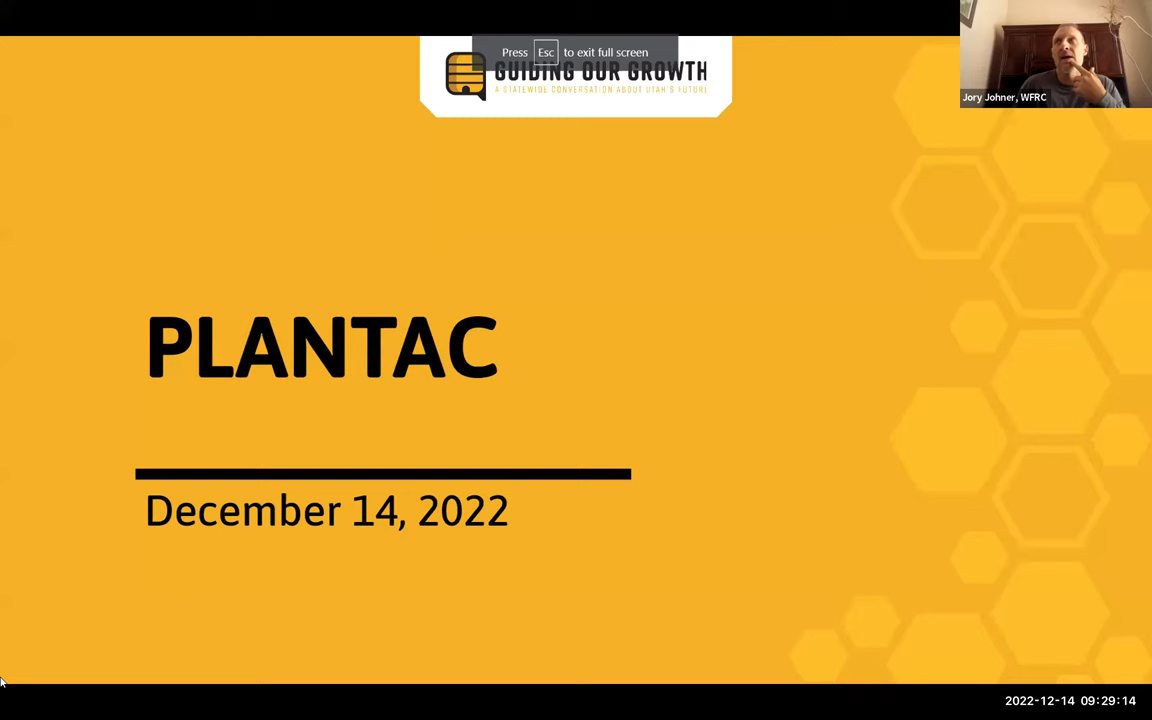 Press Esc to exit full screen
GUIDING OUR GROWTH
A STATEWIDE CONVERSATION ABOUT UTAH'S FUTURE
Jory Johner, WFRC
PLANTAC
December 14, 2022
2022-12-14 09:29:14